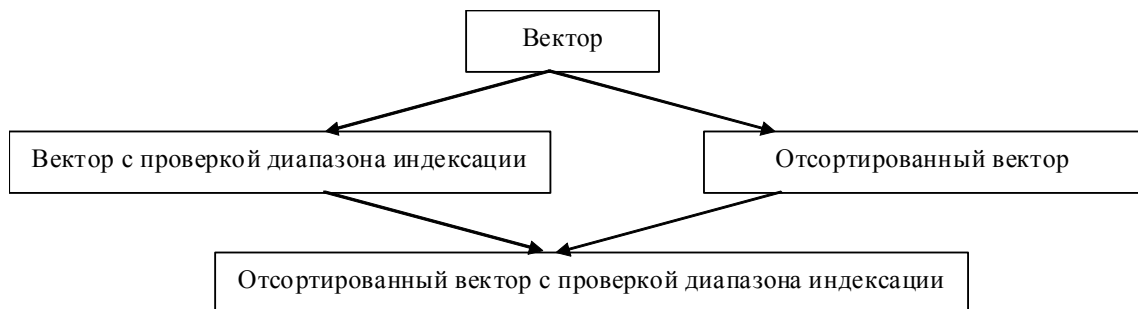 Вектор
Вектор с проверкой диапазона индексации
Отсортированный вектор
Отсортированный вектор с проверкой диапазона индексации